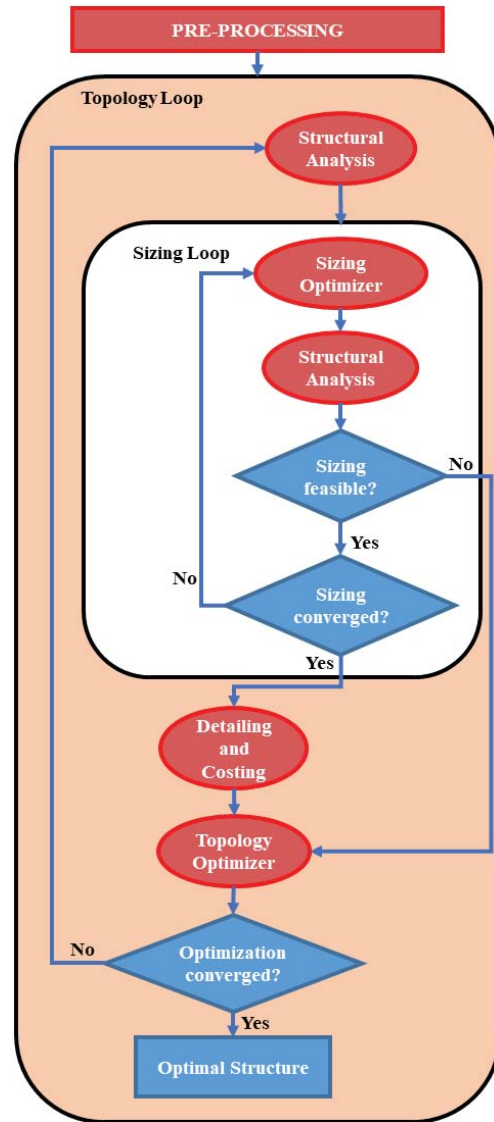 PRE-PROCESSING
Topology Loop
Structural
Analysis
Sizing Loop
Sizing
Optimizer
Structural
Analysis
Sizing
feasible?
No
Yes
No
Sizing
converged?
Yes
Detailing
and
Costing
Topology
Optimizer
No
Optimization
converged?
Yes
Optimal Structure